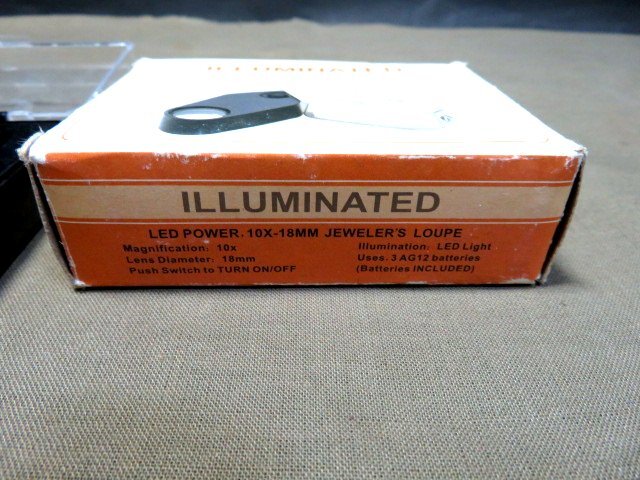 ILLUMINATED
ILLUMINATED
LED POWER. 10X-18MM JEWELER'S LOUPE
Magnification: 10x
Illumination: LED Light
Lens Diameter: 18mm
Uses: 3 AG12 batteries
Push Switch to TURN ON/OFF
(Batteries INCLUDED)